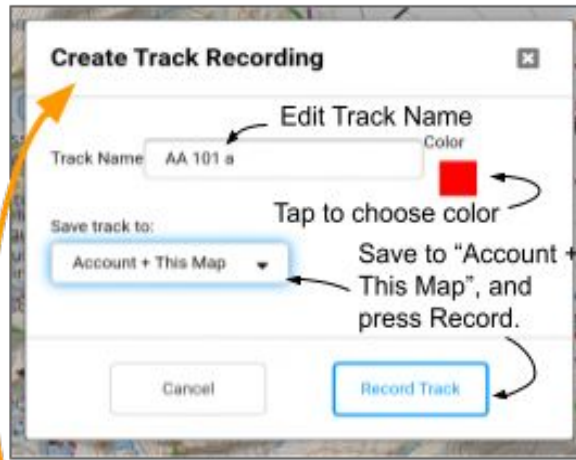 Create Track Recording
Edit Track Name
Color
Track Name AA 101 a
Tap to choose color
Save track to:
Account + This Map
Save to “Account +
This Map”, and
press Record.
Cancel Record Track